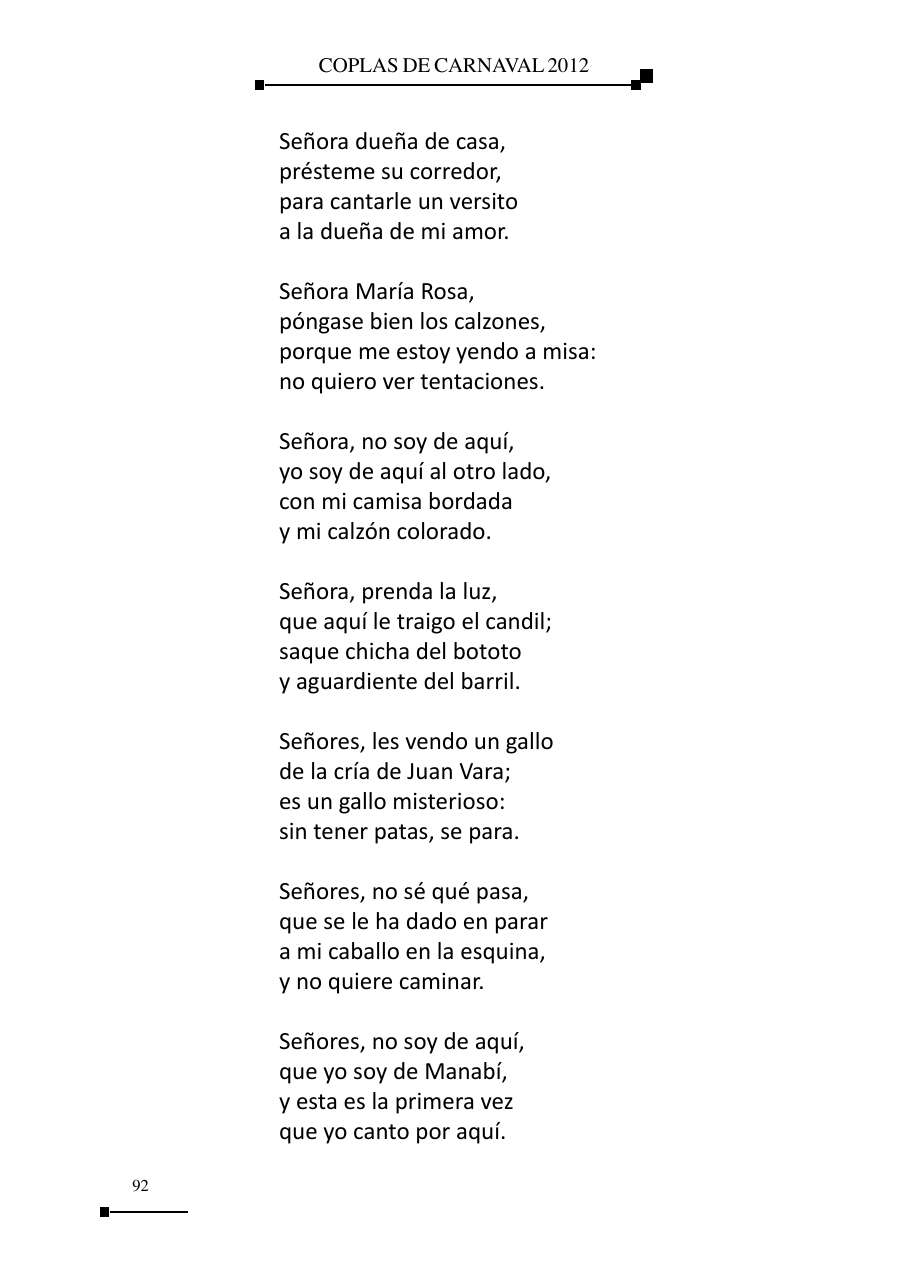 COPLAS DE CARNAVAL 2012
Señora dueña de casa,
présteme su corredor,
para cantarle un versito
a la dueña de mi amor.
Señora María Rosa,
póngase bien los calzones,
porque me estoy yendo a misa:
no quiero ver tentaciones.
Señora, no soy de aquí,
yo soy de aquí al otro lado,
con mi camisa bordada
y mi calzón colorado.
Señora, prenda la luz,
que aquí le traigo el candil;
saque chicha del bototo
y aguardiente del barril.
Señores, les vendo un gallo
de la cría de Juan Vara;
es un gallo misterioso:
sin tener patas, se para.
Señores, no sé qué pasa,
que se le ha dado en parar
a mi caballo en la esquina,
y no quiere caminar.
Señores, no soy de aquí,
que yo soy de Manabí,
y esta es la primera vez
que yo canto por aquí.
92